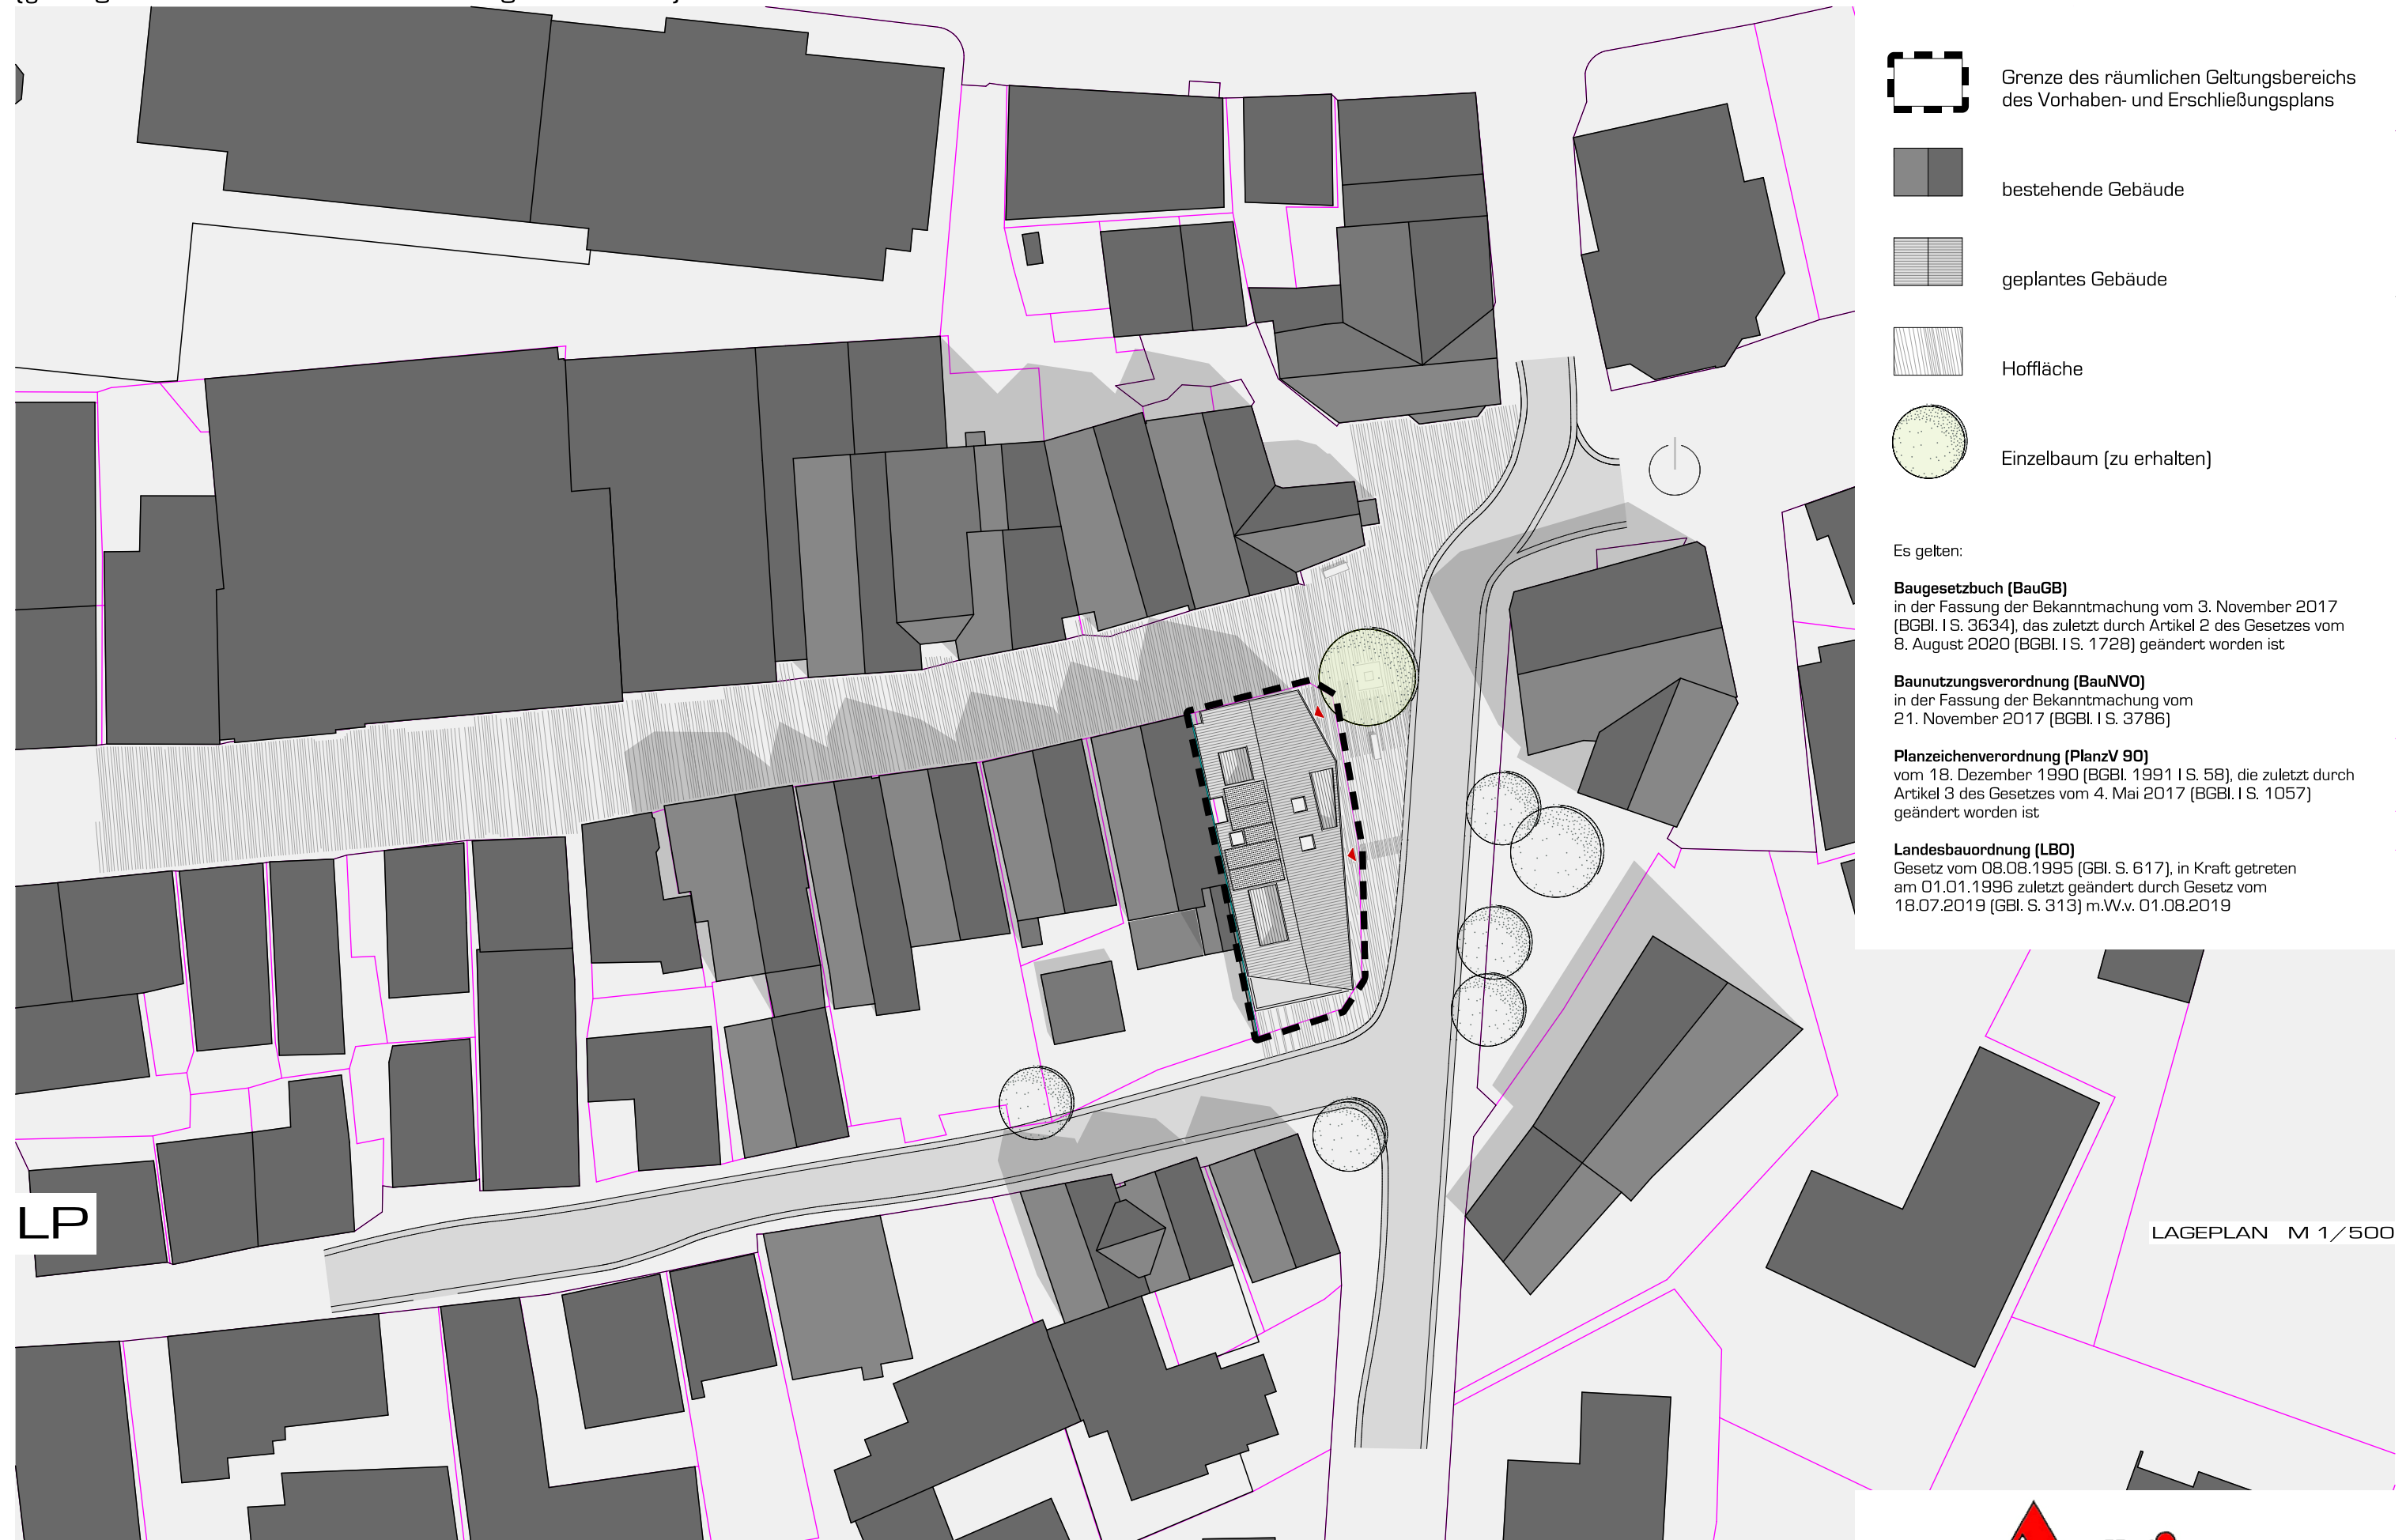 Grenze des räumlichen Geltungsbereichs
des Vorhaben- und Erschließungsplans
bestehende Gebäude
geplantes Gebäude
Hoffläche
Einzelbaum (zu erhalten)
Es gelten:
Baugesetzbuch (BauGB)
in der Fassung der Bekanntmachung vom 3. November 2017
(BGBl. I S. 3634), das zuletzt durch Artikel 2 des Gesetzes vom
8. August 2020 (BGBl. I S. 1728) geändert worden ist
Baunutzungsverordnung (BauNVO)
in der Fassung der Bekanntmachung vom
21. November 2017 (BGBl. I S. 3786)
Planzeichenverordnung (PlanzV 90)
vom 18. Dezember 1990 (BGBl. 1991 I S. 58), die zuletzt durch
Artikel 3 des Gesetzes vom 4. Mai 2017 (BGBl. I S. 1057)
geändert worden ist
Landesbauordnung (LBO)
Gesetz vom 08.08.1995 (GBl. S. 617), in Kraft getreten
am 01.01.1996 zuletzt geändert durch Gesetz vom
18.07.2019 (GBl. S. 313) m.W.v. 01.08.2019
LP
LAGEPLAN M 1/500